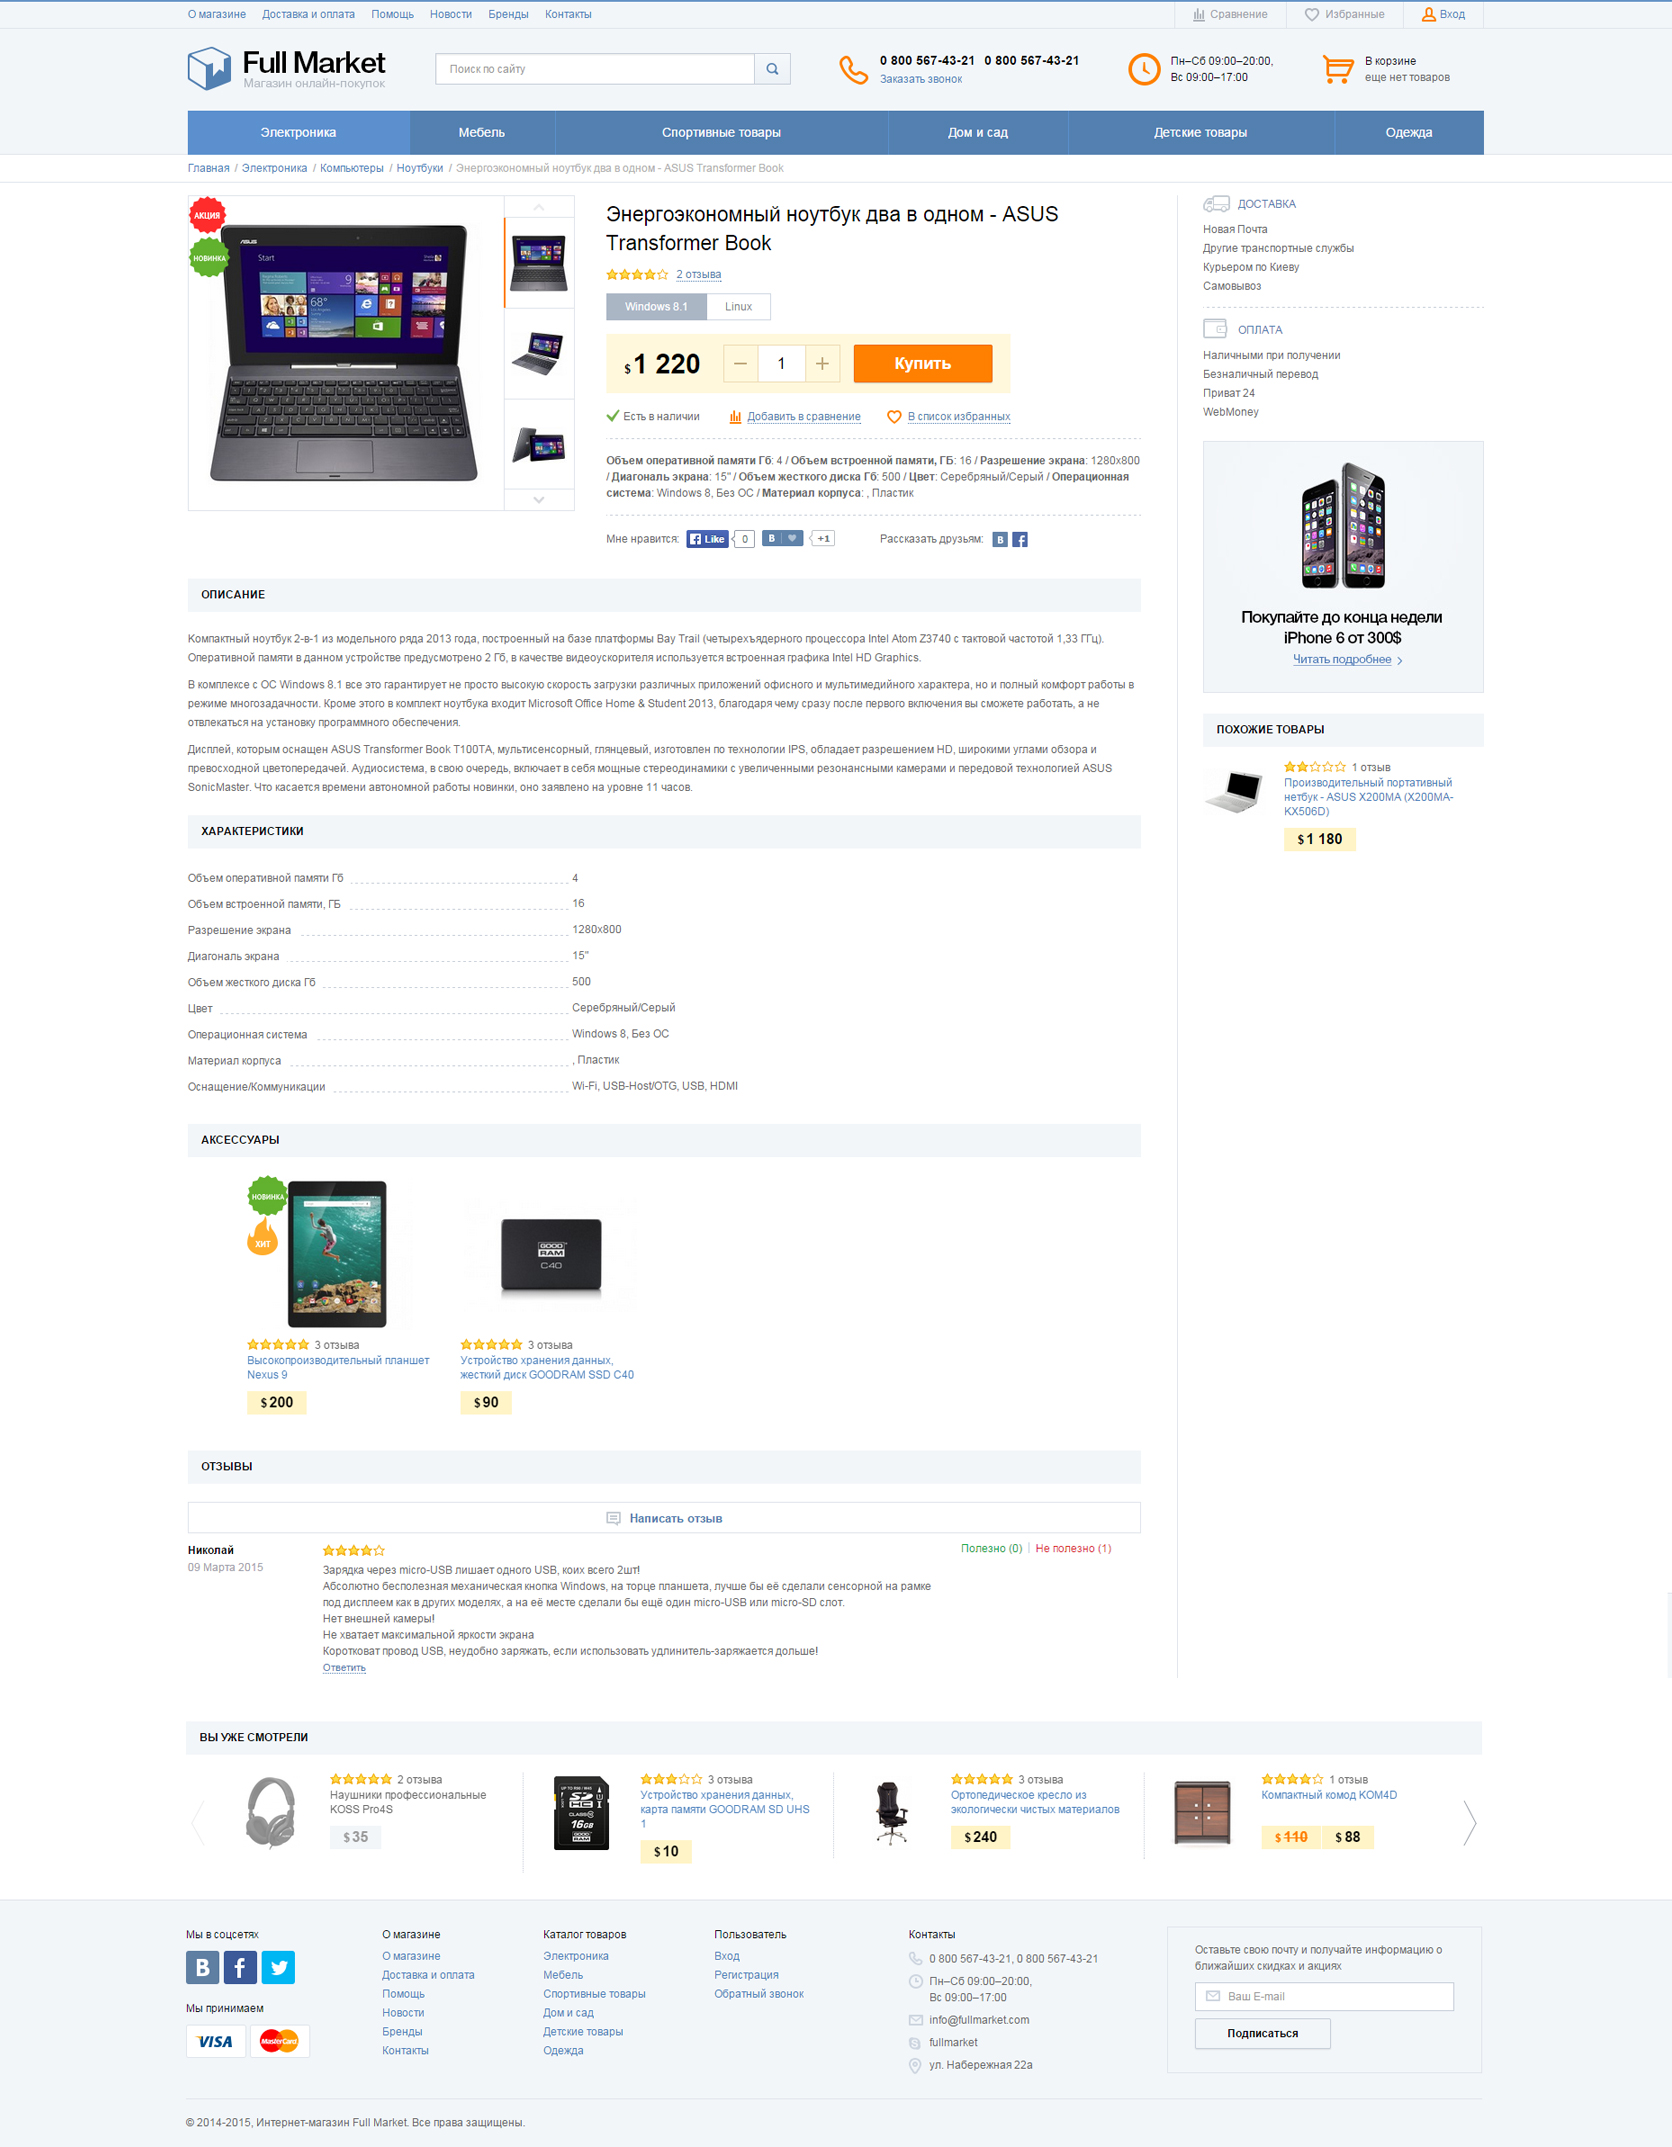 О магазине Доставка и оплата Помощь Новости Бренды Контакты Сравнение Избранные Вход
Full Market
Магазин онлайн-покупок
Поиск по сайту
0 800 567-43-21 0 800 567-43-21
Заказать звонок
Пн–Сб 09:00–20:00,
Вс 09:00–17:00
В корзине
еще нет товаров
Электроника Мебель Спортивные товары Дом и сад Детские товары Одежда
Главная / Электроника / Компьютеры / Ноутбуки / Энергоэкономный ноутбук два в одном - ASUS Transformer Book
АКЦИЯ
НОВИНКА
ASUS
Start
68°
Энергоэкономный ноутбук два в одном - ASUS
Transformer Book
2 отзыва
Windows 8.1 Linux
$ 1 220 − 1 + Купить
Есть в наличии Добавить в сравнение В список избранных
Объем оперативной памяти Гб: 4 / Объем встроенной памяти, ГБ: 16 / Разрешение экрана: 1280x800
/ Диагональ экрана: 15" / Объем жесткого диска Гб: 500 / Цвет: Серебряный/Серый / Операционная
система: Windows 8, Без ОС / Материал корпуса: , Пластик
Мне нравится: Like 0 В +1 Рассказать друзьям: В f
ДОСТАВКА
Новая Почта
Другие транспортные службы
Курьером по Киеву
Самовывоз
ОПЛАТА
Наличными при получении
Безналичный перевод
Приват 24
WebMoney
Покупайте до конца недели
iPhone 6 от 300$
Читать подробнее
ПОХОЖИЕ ТОВАРЫ
1 отзыв
Производительный портативный
нетбук - ASUS X200MA (X200MA-
KX506D)
$ 1 180
ОПИСАНИЕ
Компактный ноутбук 2-в-1 из модельного ряда 2013 года, построенный на базе платформы Bay Trail (четырехъядерного процессора Intel Atom Z3740 с тактовой частотой 1,33 ГГц).
Оперативной памяти в данном устройстве предусмотрено 2 Гб, в качестве видеоускорителя используется встроенная графика Intel HD Graphics.
В комплексе с ОС Windows 8.1 все это гарантирует не просто высокую скорость загрузки различных приложений офисного и мультимедийного характера, но и полный комфорт работы в
режиме многозадачности. Кроме этого в комплект ноутбука входит Microsoft Office Home & Student 2013, благодаря чему сразу после первого включения вы сможете работать, а не
отвлекаться на установку программного обеспечения.
Дисплей, которым оснащен ASUS Transformer Book T100TA, мультисенсорный, глянцевый, изготовлен по технологии IPS, обладает разрешением HD, широкими углами обзора и
превосходной цветопередачей. Аудиосистема, в свою очередь, включает в себя мощные стереодинамики с увеличенными резонансными камерами и передовой технологией ASUS
SonicMaster. Что касается времени автономной работы новинки, оно заявлено на уровне 11 часов.
ХАРАКТЕРИСТИКИ
Объем оперативной памяти Гб 4
Объем встроенной памяти, ГБ 16
Разрешение экрана 1280x800
Диагональ экрана 15"
Объем жесткого диска Гб 500
Цвет Серебряный/Серый
Операционная система Windows 8, Без ОС
Материал корпуса , Пластик
Оснащение/Коммуникации Wi-Fi, USB-Host/OTG, USB, HDMI
АКСЕССУАРЫ
НОВИНКА
ХИТ
3 отзыва
Высокопроизводительный планшет
Nexus 9
$ 200
GOOD
RAM
C40
3 отзыва
Устройство хранения данных,
жесткий диск GOODRAM SSD C40
$ 90
ОТЗЫВЫ
Написать отзыв
Николай
09 Марта 2015
Полезно (0) | Не полезно (1)
Зарядка через micro-USB лишает одного USB, коих всего 2шт!
Абсолютно бесполезная механическая кнопка Windows, на торце планшета, лучше бы её сделали сенсорной на рамке
под дисплеем как в других моделях, а на её месте сделали бы ещё один micro-USB или micro-SD слот.
Нет внешней камеры!
Не хватает максимальной яркости экрана
Коротковат провод USB, неудобно заряжать, если использовать удлинитель-заряжается дольше!
Ответить
ВЫ УЖЕ СМОТРЕЛИ
2 отзыва
Наушники профессиональные
KOSS Pro4S
$ 35
SD
HC
CLASS
16GB
GOOD
RAM
3 отзыва
Устройство хранения данных,
карта памяти GOODRAM SD UHS
1
$ 10
3 отзыва
Ортопедическое кресло из
экологически чистых материалов
$ 240
1 отзыв
Компактный комод КОМ4D
$ 110 $ 88
Мы в соцсетях
В f
Мы принимаем
VISA MasterCard
О магазине
О магазине
Доставка и оплата
Помощь
Новости
Бренды
Контакты
Каталог товаров
Электроника
Мебель
Спортивные товары
Дом и сад
Детские товары
Одежда
Пользователь
Вход
Регистрация
Обратный звонок
Контакты
0 800 567-43-21, 0 800 567-43-21
Пн–Сб 09:00–20:00,
Вс 09:00–17:00
info@fullmarket.com
fullmarket
ул. Набережная 22а
Оставьте свою почту и получайте информацию о
ближайших скидках и акциях
Ваш E-mail
Подписаться
© 2014-2015, Интернет-магазин Full Market. Все права защищены.